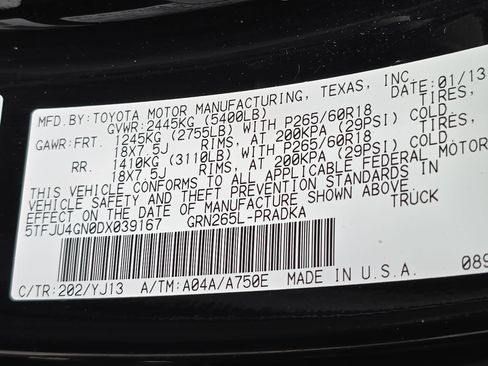 MFD.BY:TOYOTA MOTOR MANUFACTURING, TEXAS, INC. DATE:01/13
GVWR:2445KG (5400LB)
GAWR:FRT. 1245KG (2755LB) WITH P265/60R18 TIRES,
18X7.5J RIMS, AT 200KPA (29PSI) COLD
RR. 1410KG (3110LB) WITH P265/60R18 TIRES,
18X7.5J RIMS, AT 200KPA (29PSI) COLD
THIS VEHICLE CONFORMS TO ALL APPLICABLE FEDERAL MOTOR
VEHICLE SAFETY AND THEFT PREVENTION STANDARDS IN
EFFECT ON THE DATE OF MANUFACTURE SHOWN ABOVE.
5TFJU4GN0DX039167 GRN265L-PRADKA TRUCK
C/TR:202/YJ13 A/TM:A04A/A750E MADE IN U.S.A. 089